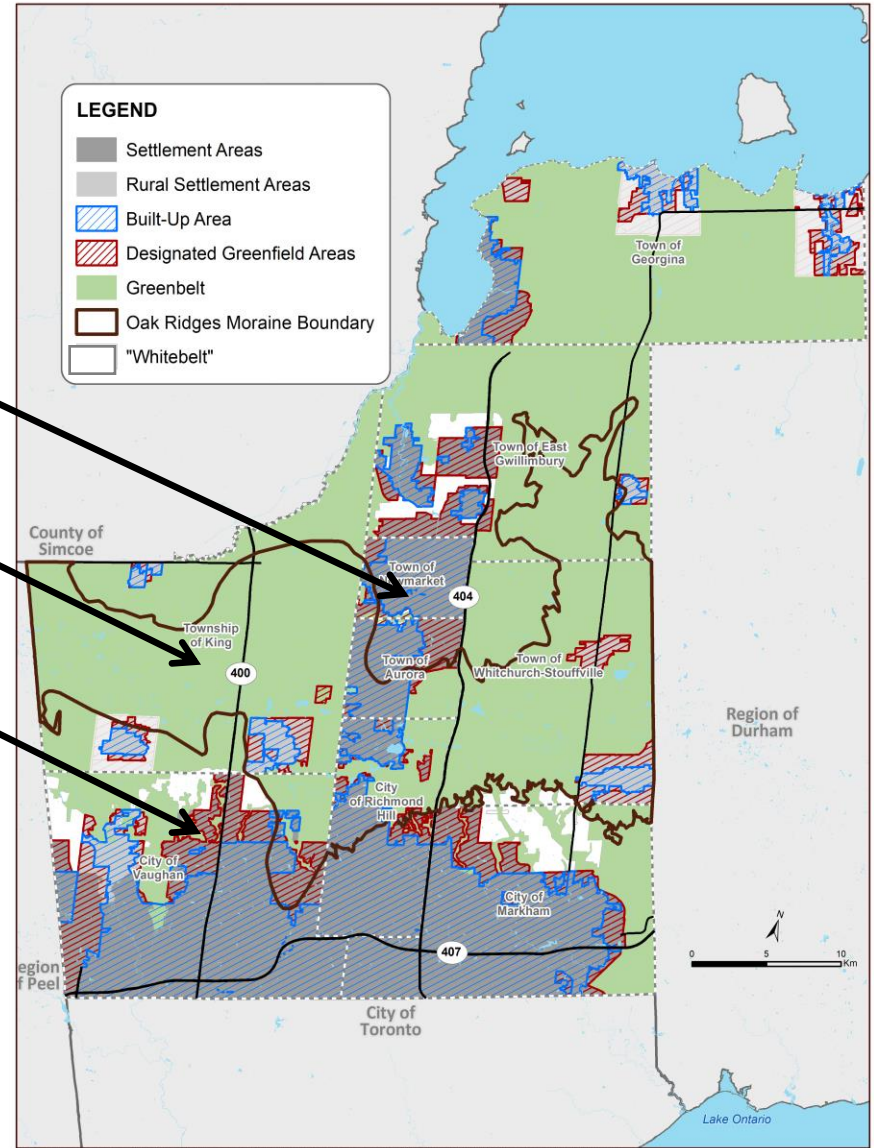 LEGEND
Settlement Areas
Rural Settlement Areas
Built-Up Area
Designated Greenfield Areas
Greenbelt
Oak Ridges Moraine Boundary
"Whitebelt"
Town of
Georgina
Town of East
Gwillimbury
County of
Simcoe
Town of
404
Township
of King
400
Town of
Aurora
Town of
Whitchurch-Stouffville
Region of
Durham
City
of Richmond
Hill
City of
Vaughan
City of
Markham
407
N
0 5 10
Km
egion
f Peel
City of
Toronto
Lake Ontario